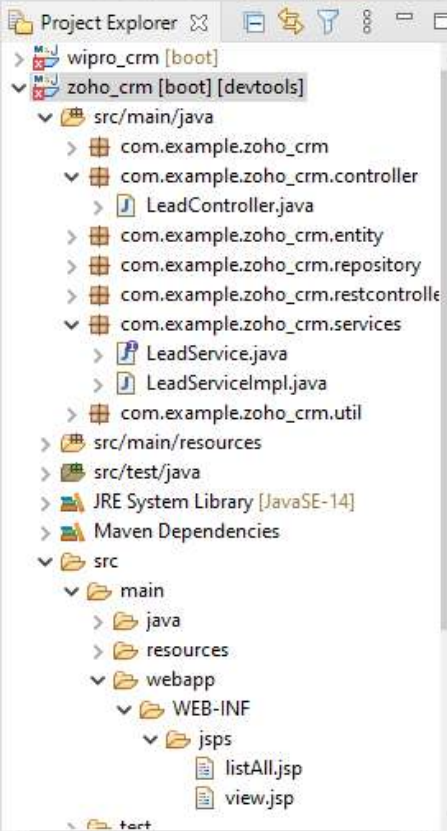 Project Explorer
wipro_crm [boot]
zoho_crm [boot] [devtools]
src/main/java
com.example.zoho_crm
com.example.zoho_crm.controller
LeadController.java
com.example.zoho_crm.entity
com.example.zoho_crm.repository
com.example.zoho_crm.restcontrolle
com.example.zoho_crm.services
LeadService.java
LeadServiceImpl.java
com.example.zoho_crm.util
src/main/resources
src/test/java
JRE System Library [JavaSE-14]
Maven Dependencies
src
main
java
resources
webapp
WEB-INF
jsps
listAll.jsp
view.jsp
test